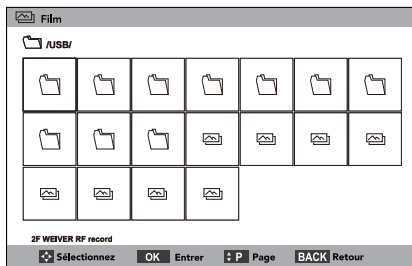 Film
/USB/
2F WEIVER RF record
Sélectionnez OK Entrer P Page BACK Retour